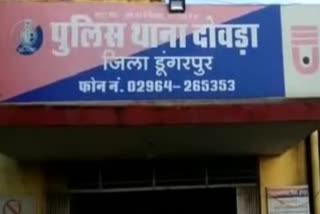 पुलिस थाना दोवड़ा
जिला डूंगरपुर
फोन नं. 02964-265353